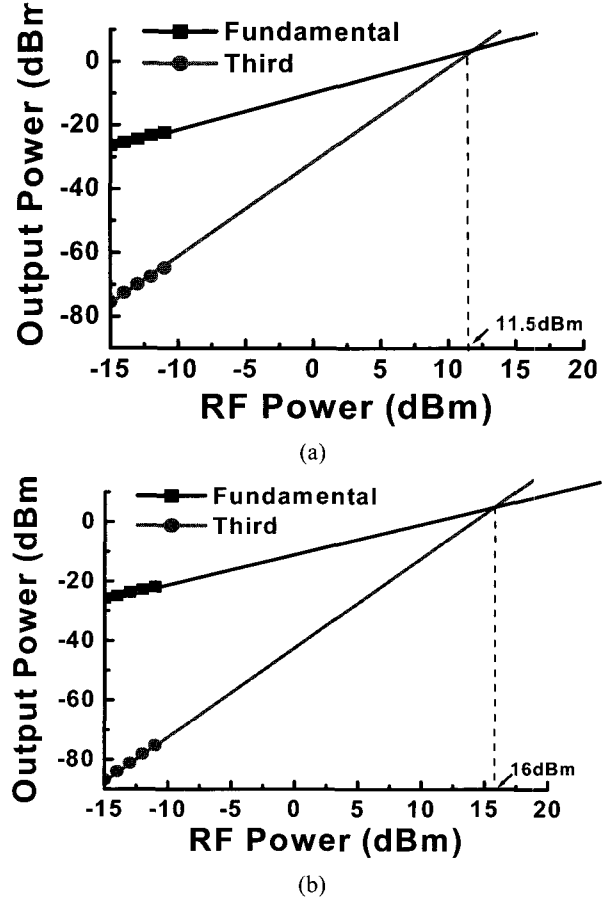 Output Power (dBm)
Fundamental
Third
0
-20
-40
-60
-80
11.5dBm
-15 -10 -5 0 5 10 15 20
RF Power (dBm)
(a)
Output Power (dBm
Fundamental
Third
0
-20
-40
-60
-80
16dBm
-15 -10 -5 0 5 10 15 20
RF Power (dBm)
(b)